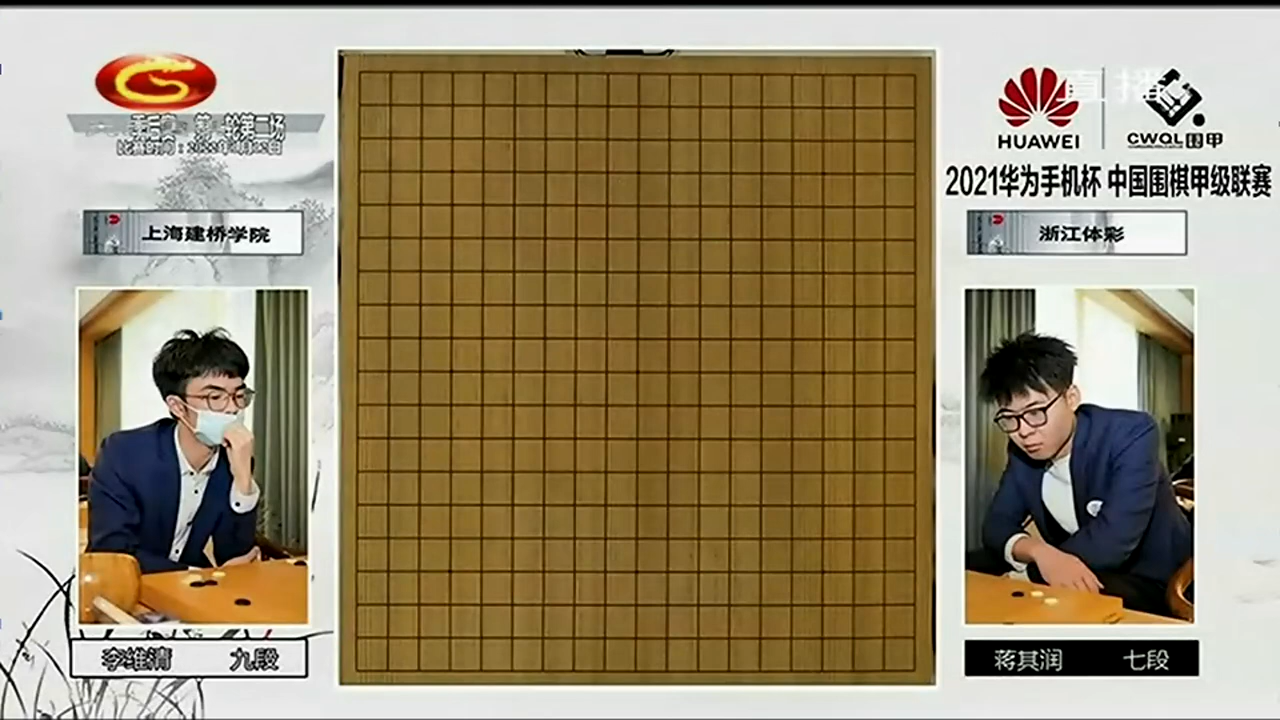 直播
HUAWEI
CWQL围甲
2021华为手机杯 中国围棋甲级联赛
上海建桥学院
浙江体彩
李维清 九段
蒋其润 七段